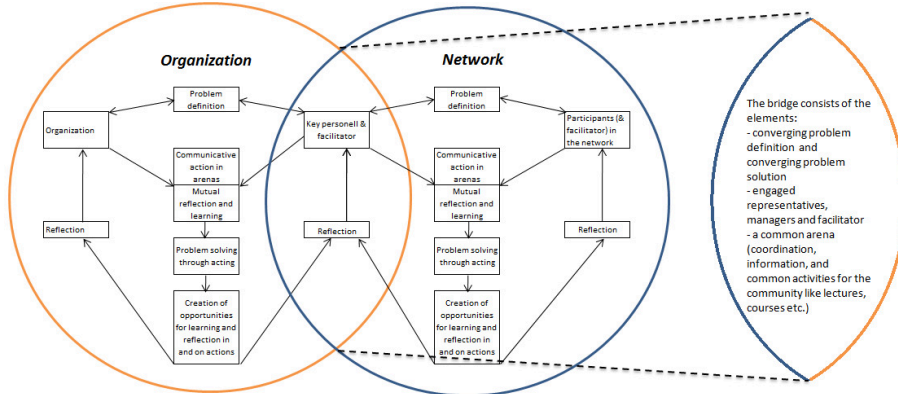 Organization
Network
Problem
definition
Problem
definition
Organization
Key personell &
facilitator
Participants (&
facilitator) in
the network
Communicative
action in
arenas
Mutual
reflection and
learning
Communicative
action in
arenas
Mutual
reflection and
learning
Reflection
Reflection
Reflection
Problem solving
through acting
Problem solving
through acting
Creation of
opportunities
for learning and
reflection in
and on actions
Creation of
opportunities
for learning and
reflection in
and on actions
The bridge consists of the
elements:
- converging problem
definition and
converging problem
solution
- engaged
representatives,
managers and facilitator
- a common arena
(coordination,
information, and
common activities for the
community like lectures,
courses etc.)